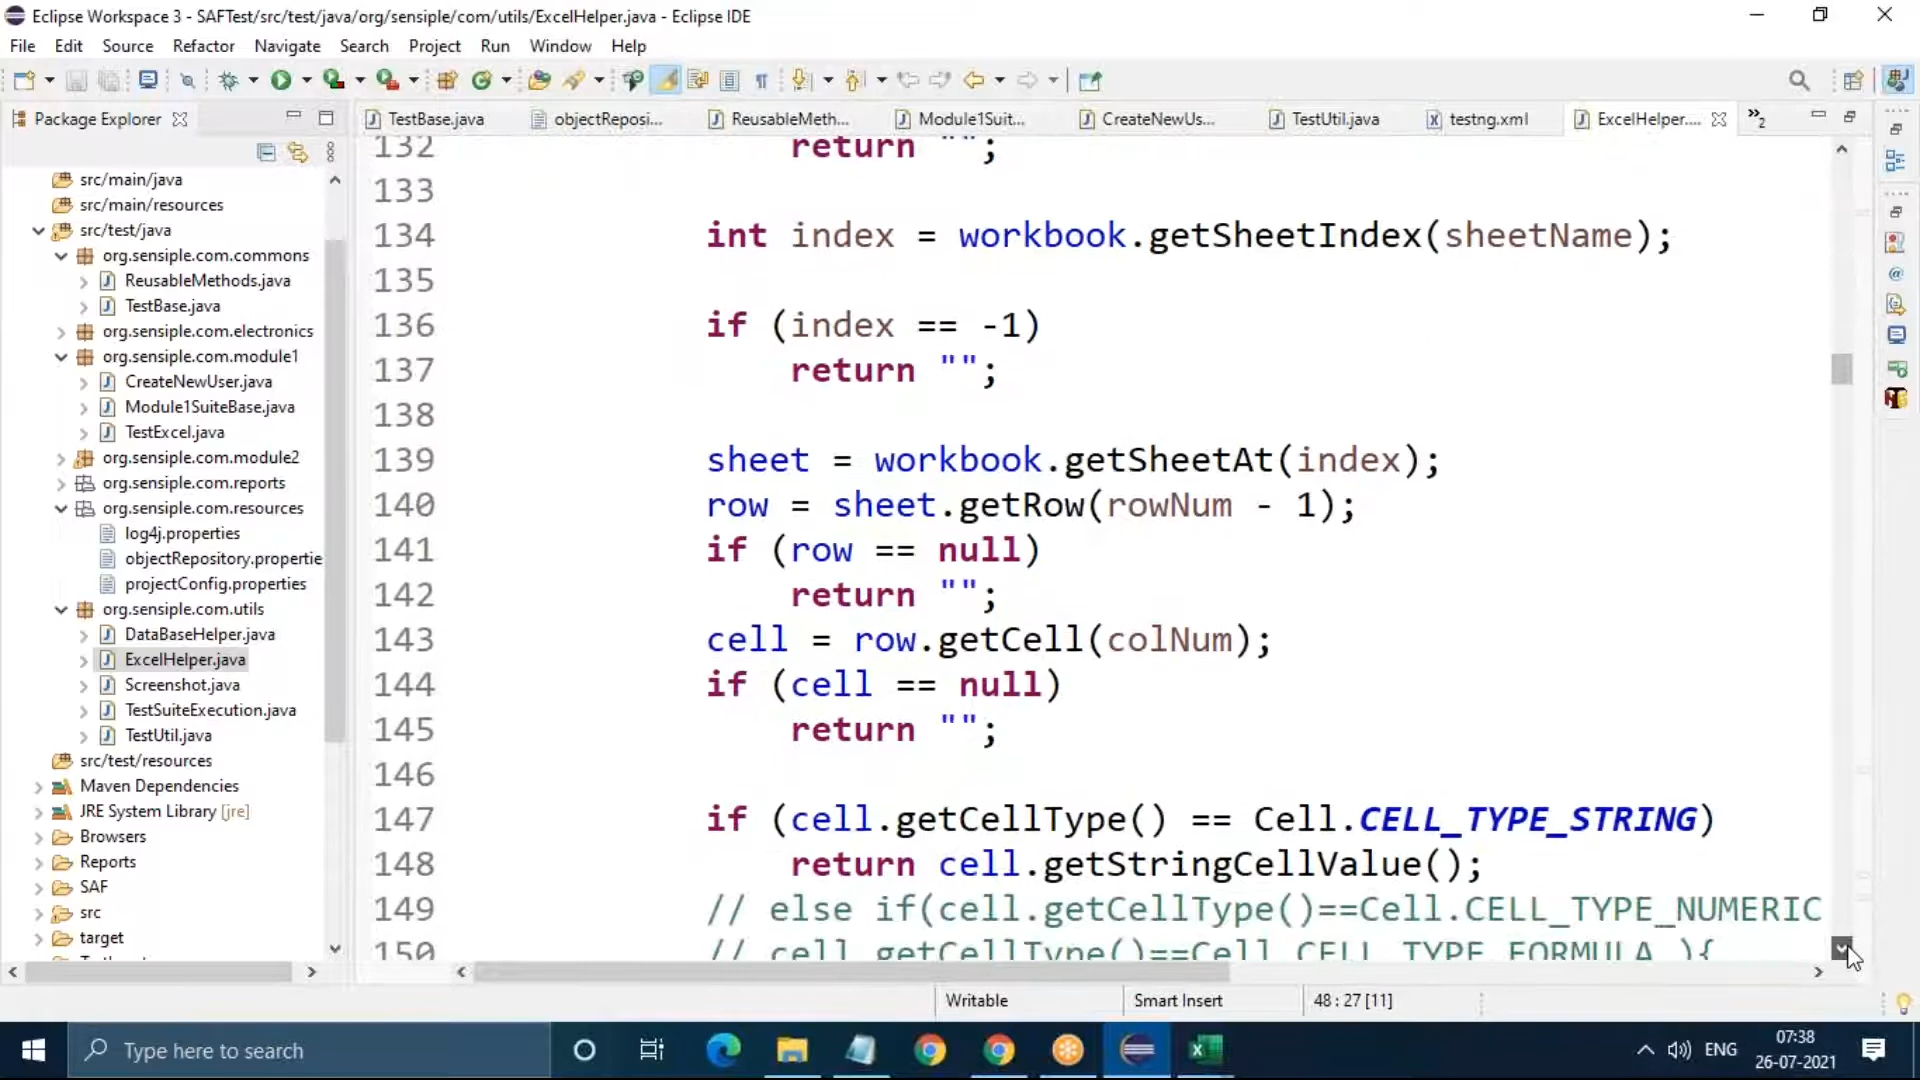 Eclipse Workspace 3 - SAFTest/src/test/java/org/sensiple/com/utils/ExcelHelper.java - Eclipse IDE
File Edit Source Refactor Navigate Search Project Run Window Help
Package Explorer
TestBase.java objectReposi... ReusableMeth... Module1Suit... CreateNewUs... TestUtil.java testng.xml ExcelHelper.... »2
src/main/java
src/main/resources
src/test/java
org.sensiple.com.commons
ReusableMethods.java
TestBase.java
org.sensiple.com.electronics
org.sensiple.com.module1
CreateNewUser.java
Module1SuiteBase.java
TestExcel.java
org.sensiple.com.module2
org.sensiple.com.reports
org.sensiple.com.resources
log4j.properties
objectRepository.propertie
projectConfig.properties
org.sensiple.com.utils
DataBaseHelper.java
ExcelHelper.java
Screenshot.java
TestSuiteExecution.java
TestUtil.java
src/test/resources
Maven Dependencies
JRE System Library [jre]
Browsers
Reports
SAF
src
target
132 return "";
133
134 int index = workbook.getSheetIndex(sheetName);
135
136 if (index == -1)
137 return "";
138
139 sheet = workbook.getSheetAt(index);
140 row = sheet.getRow(rowNum - 1);
141 if (row == null)
142 return "";
143 cell = row.getCell(colNum);
144 if (cell == null)
145 return "";
146
147 if (cell.getCellType() == Cell.CELL_TYPE_STRING)
148 return cell.getStringCellValue();
149 // else if(cell.getCellType()==Cell.CELL_TYPE_NUMERIC
150 // cell.getCellType()==Cell.CELL_TYPE_FORMULA ){
Writable Smart Insert 48 : 27 [11]
Type here to search
ENG
07:38
26-07-2021